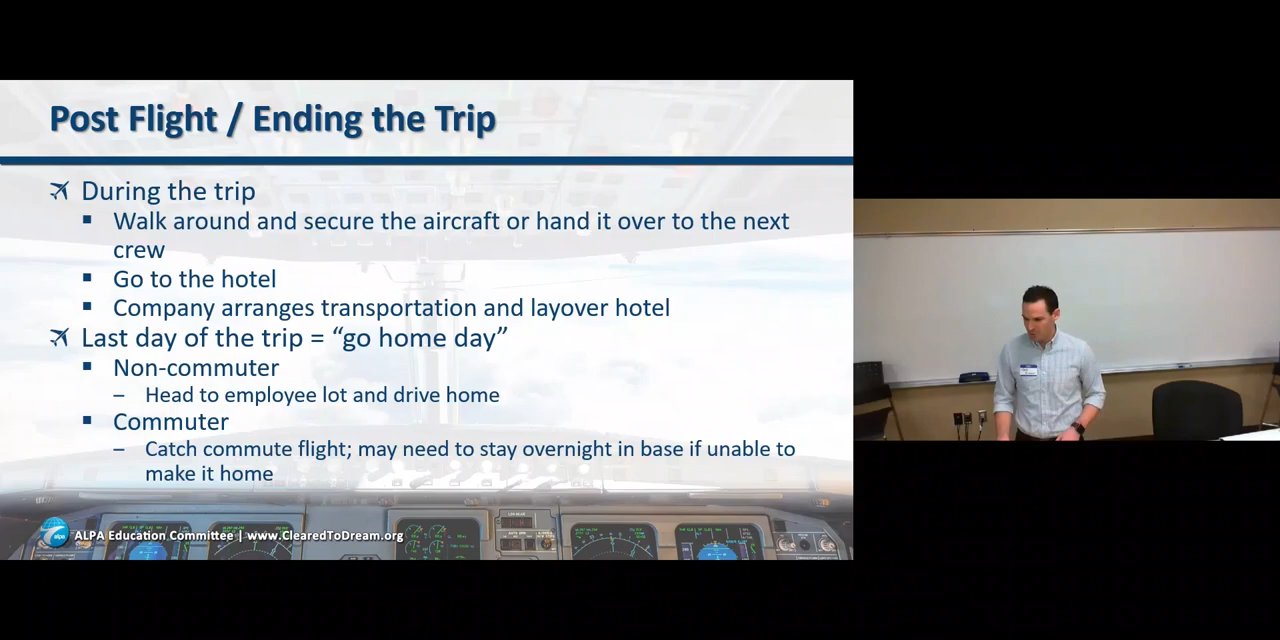 Post Flight / Ending the Trip
During the trip
Walk around and secure the aircraft or hand it over to the next
crew
Go to the hotel
Company arranges transportation and layover hotel
Last day of the trip = “go home day”
Non-commuter
– Head to employee lot and drive home
Commuter
– Catch commute flight; may need to stay overnight in base if unable to
make it home
ALPA Education Committee | www.ClearedToDream.org